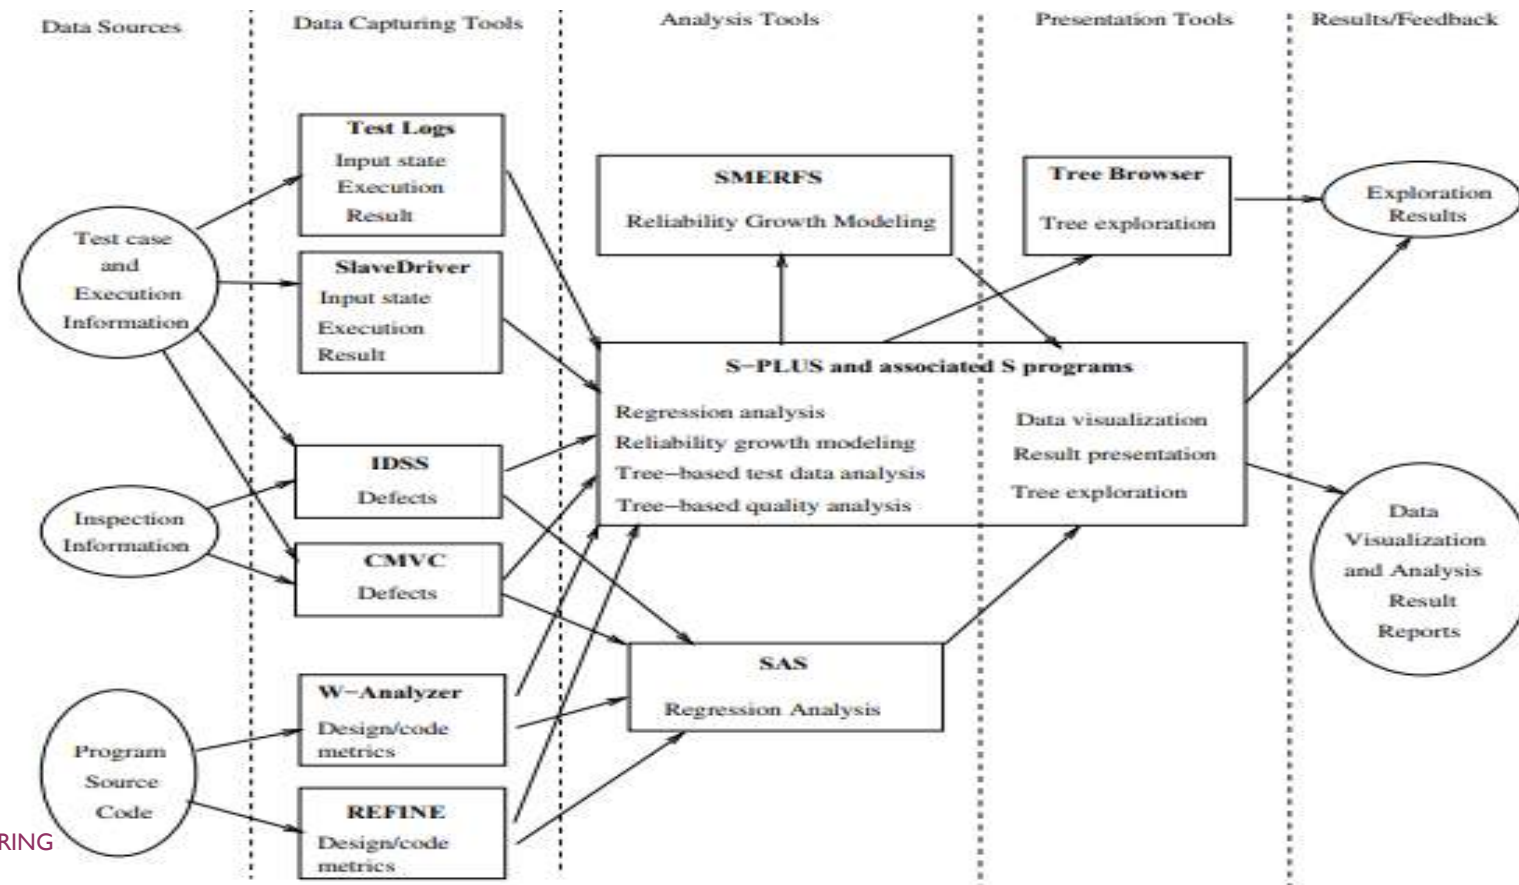 Data Sources
Data Capturing Tools
Analysis Tools
Presentation Tools
Results/Feedback
Test case
and
Execution
Information
Inspection
Information
Program
Source
Code
Test Logs
Input state
Execution
Result
SlaveDriver
Input state
Execution
Result
IDSS
Defects
CMVC
Defects
W-Analyzer
Design/code
metrics
REFINE
Design/code
metrics
SMERFS
Reliability Growth Modeling
S-PLUS and associated S programs
Regression analysis
Reliability growth modeling
Tree-based test data analysis
Tree-based quality analysis
Data visualization
Result presentation
Tree exploration
SAS
Regression Analysis
Tree Browser
Tree exploration
Exploration
Results
Data
Visualization
and Analysis
Result
Reports
RING